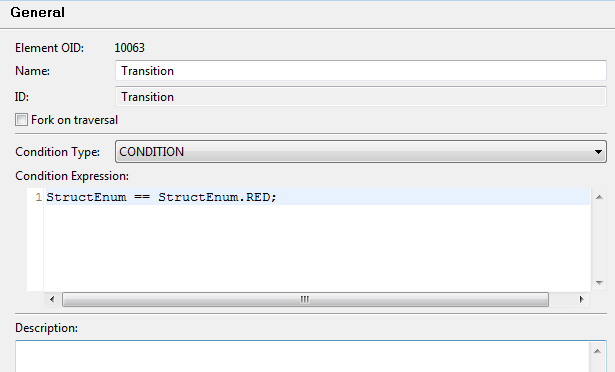 General
Element OID: 10063
Name: Transition
ID: Transition
Fork on traversal
Condition Type: CONDITION
Condition Expression:
1 StructEnum == StructEnum.RED;
Description: